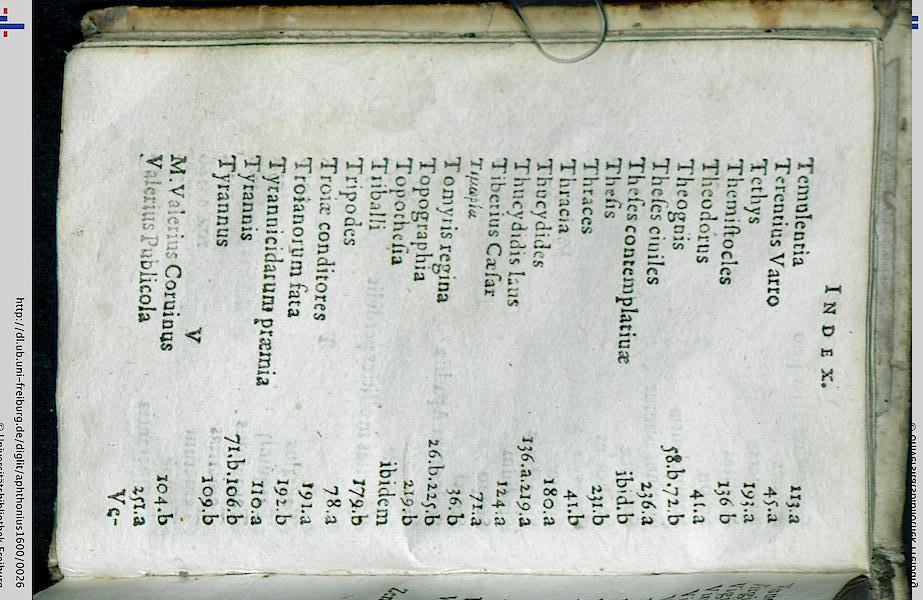 INDEX.
Temulentia 113.a
Terentius Varro 45.a
Tethys 193.a
Themiſtocles 136 b
Theodorus 41.a
Theognis 58.b.72.b
Theſes ciuiles 236.a
Theſes contemplatiuæ ibid.b
Theſis 231.b
Thraces 41.b
Thracia 180.a
Thucydides 136.a.219.a
Thucydidis laus 124.a
Tiberius Cæſar 71.a
Τιμωρία 36.b
Tomyris regina 26.b.225.b
Topographia 219.b
Topotheſia ibidem
Triballi 179.b
Tripodes 78.a
Troiæ conditores 191.a
Troianorum fata 192.b
Tyrannicidarum præmia 110.a
Tyrannis 71.b.106.b
Tyrannus 109.b
V
M.Valerius Coruinus 104.b
Valerius Publicola 251.a
Ve-
http://dl.ub.uni-freiburg.de/diglit/aphthonius1600/0026
© Universitätsbibliothek Freiburg